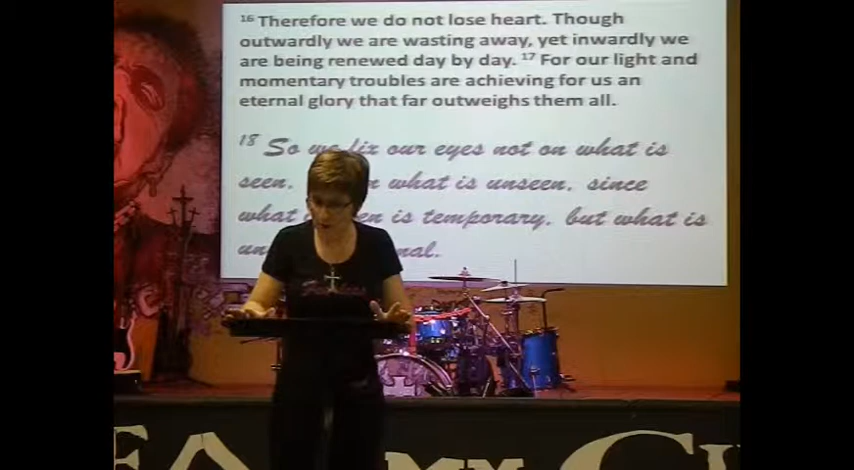 16 Therefore we do not lose heart. Though
outwardly we are wasting away, yet inwardly we
are being renewed day by day. 17 For our light and
momentary troubles are achieving for us an
eternal glory that far outweighs them all.
18 So we fix our eyes not on what is
seen, what is unseen, since
what is temporary, but what is